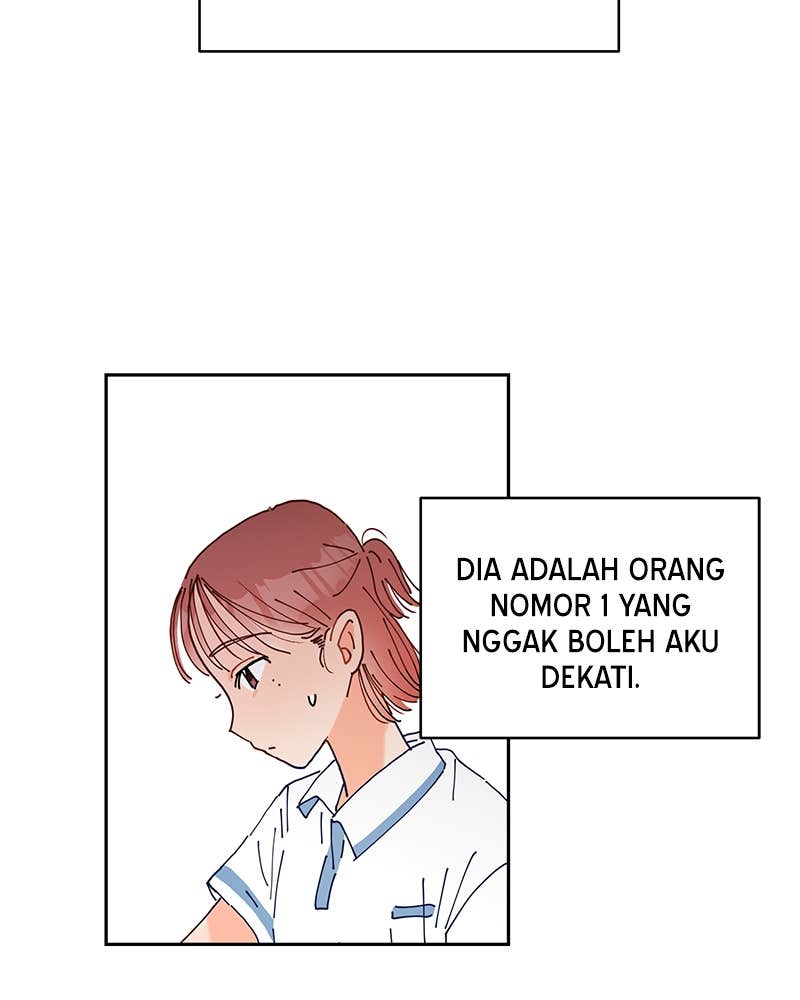 DIA ADALAH ORANG
NOMOR 1 YANG
NGGAK BOLEH AKU
DEKATI.